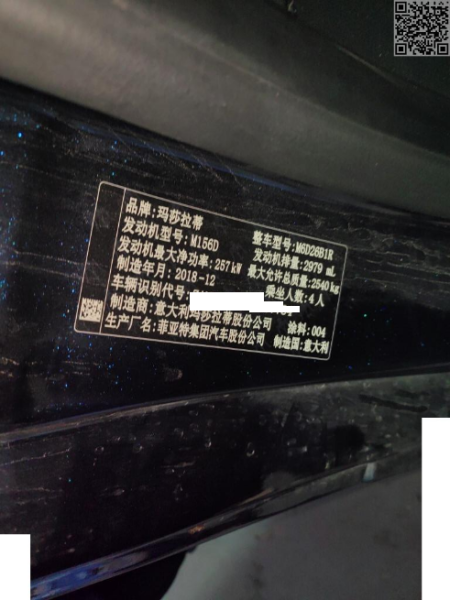 品牌:玛莎拉蒂
发动机型号:M156D 整车型号:M6D26B1R
发动机最大净功率:257kW 发动机排量:2979 mL
制造年月:2018-12 最大允许总质量:2540 kg
车辆识别代号: 乘坐人数:4人
制造商:意大利玛莎拉蒂股份公司 涂料:004
生产厂名:菲亚特集团汽车股份公司 制造国:意大利